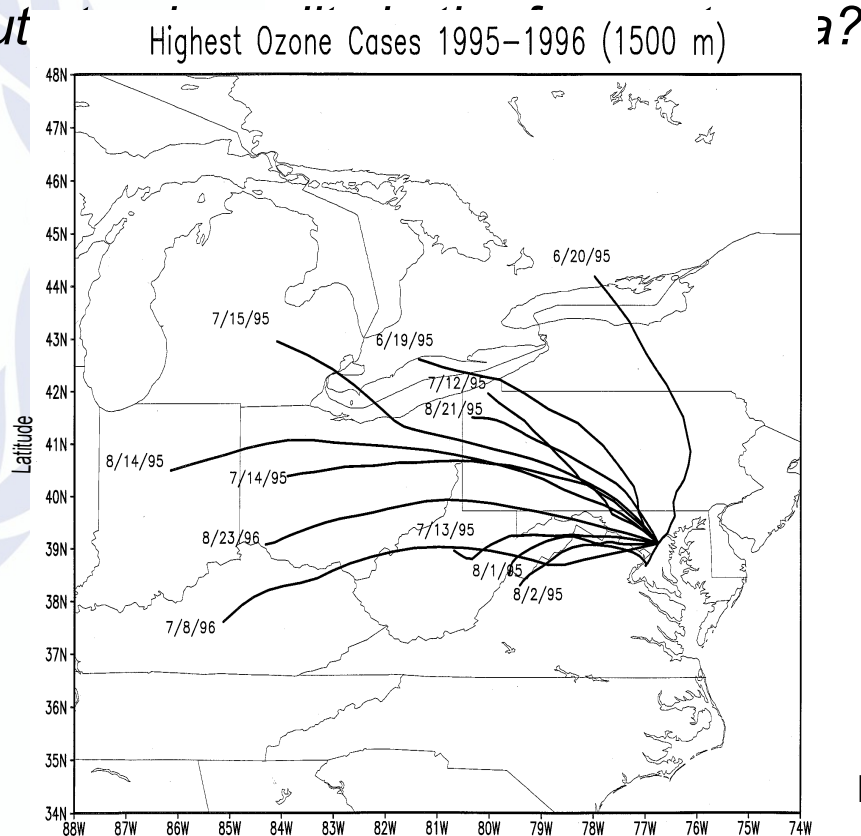 a?
Highest Ozone Cases 1995-1996 (1500 m)
48N
47N
46N
45N
44N
43N
42N
41N
40N
39N
38N
37N
36N
35N
34N
Latitude
6/20/95
7/15/95
6/19/95
7/12/95
8/21/95
8/14/95
7/14/95
8/23/96
7/13/95
8/1/95
8/2/95
7/8/96
88W 87W 86W 85W 84W 83W 82W 81W 80W 79W 78W 77W 76W 75W 74W